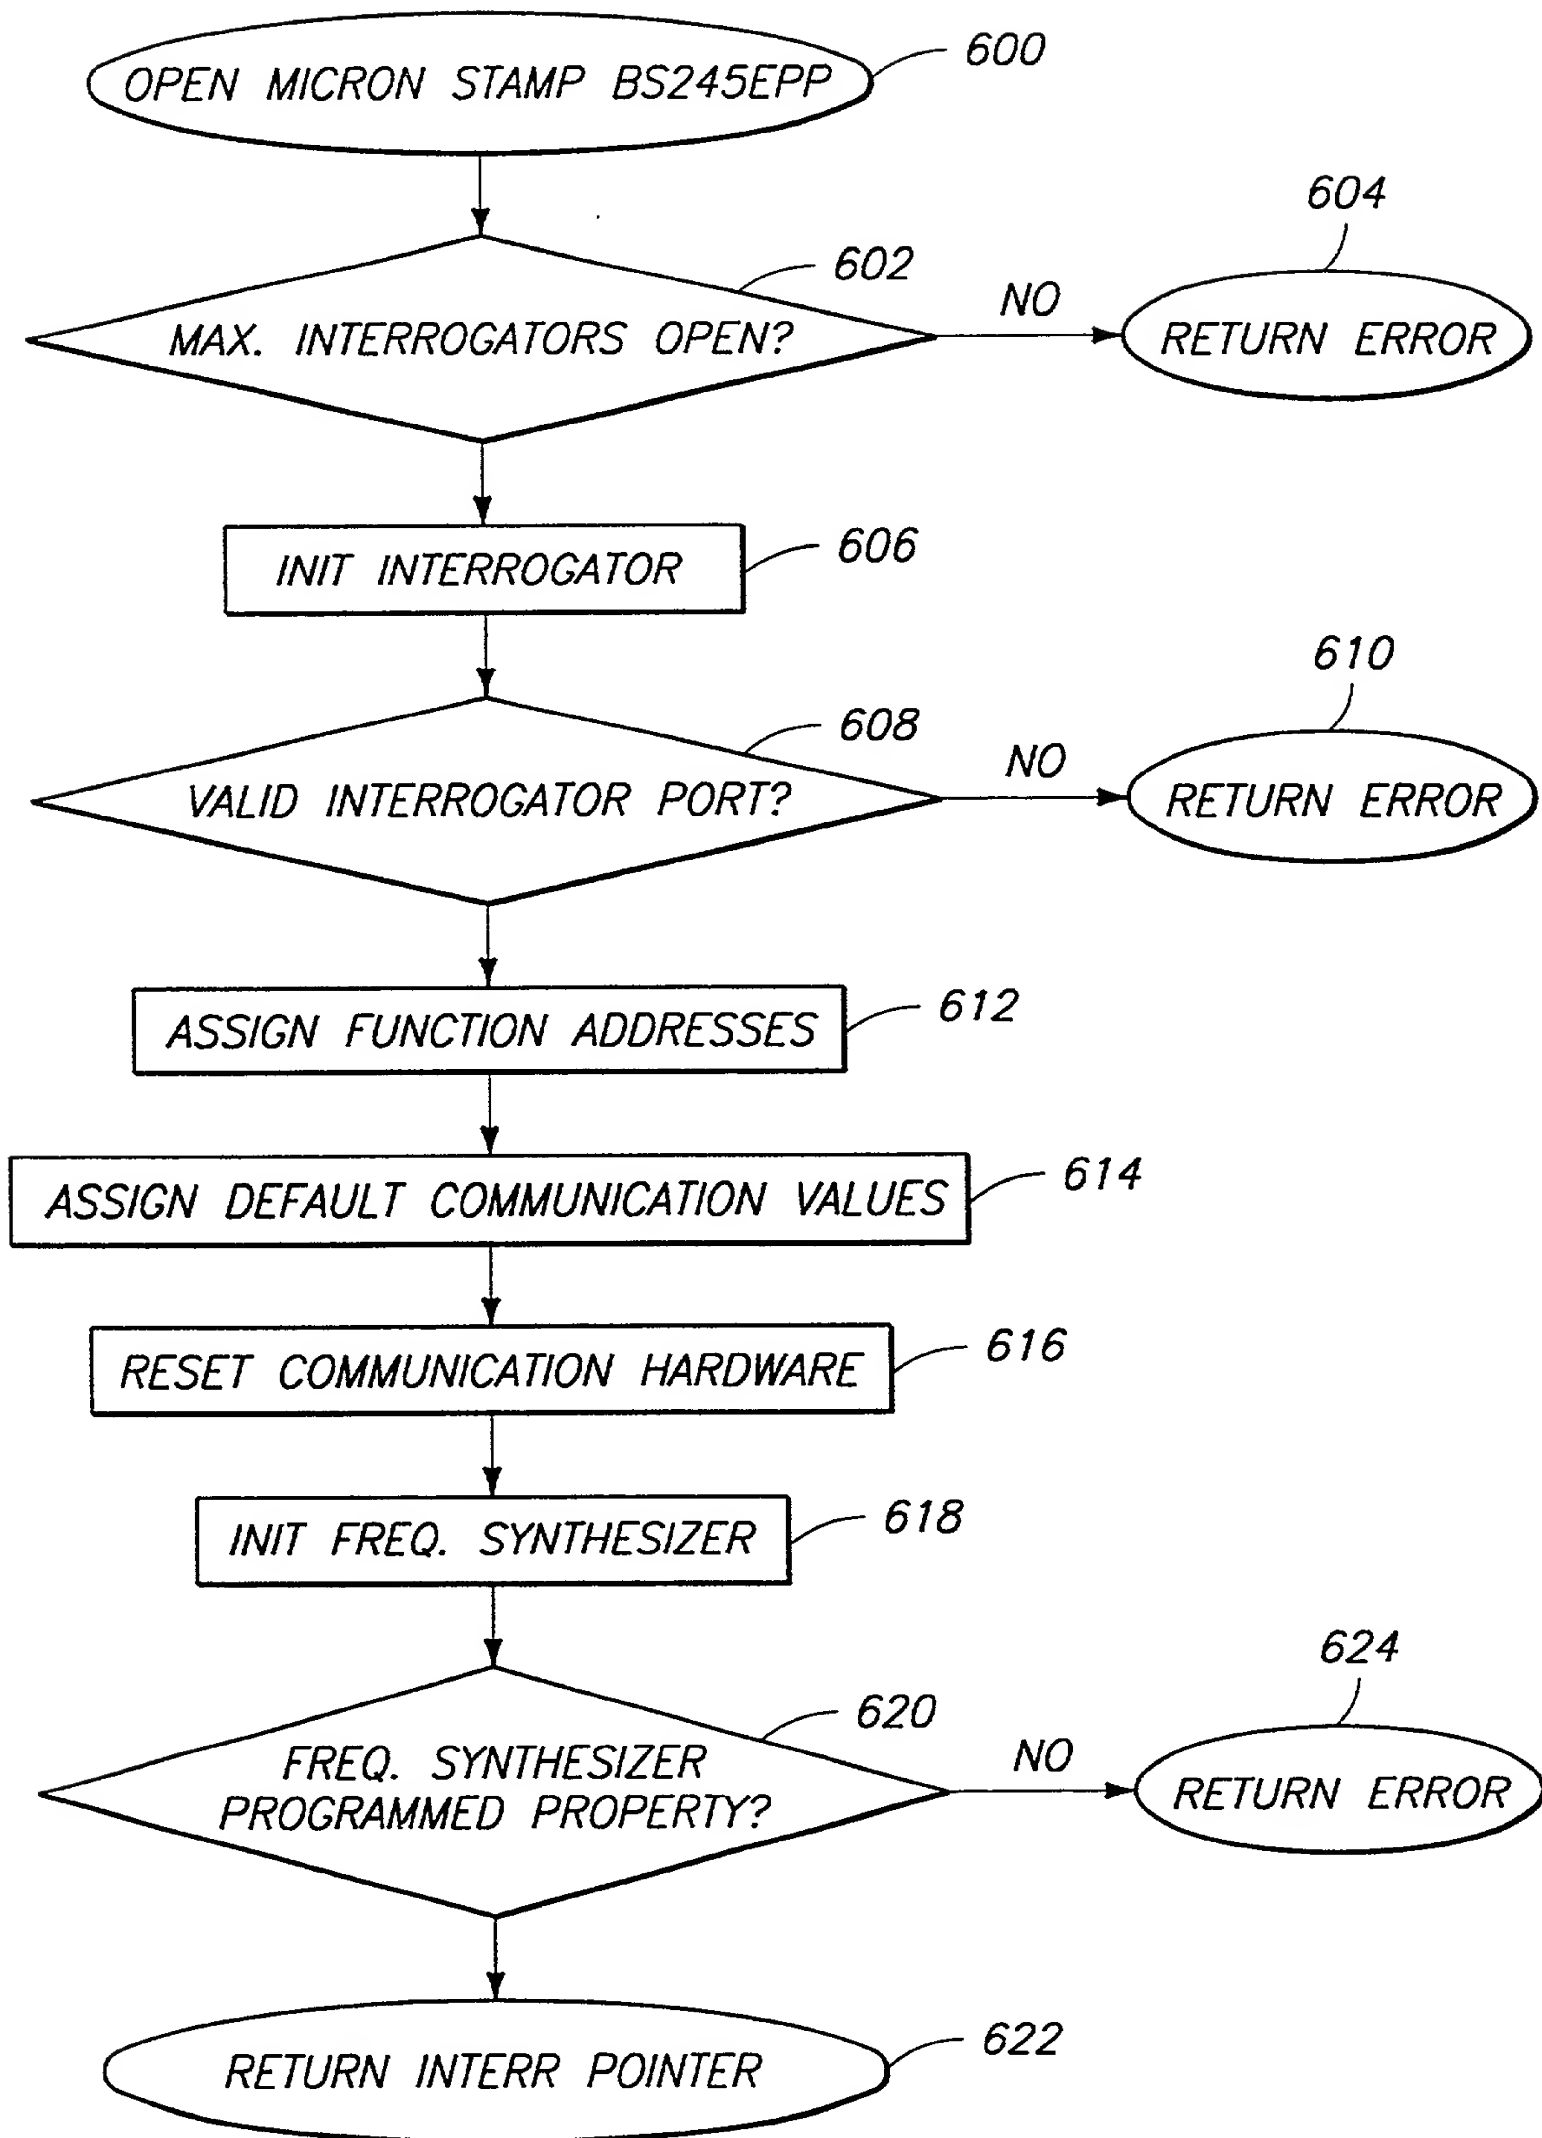 OPEN MICRON STAMP BS245EPP
600
604
602
MAX. INTERROGATORS OPEN?
NO
RETURN ERROR
INIT INTERROGATOR
606
610
608
VALID INTERROGATOR PORT?
NO
RETURN ERROR
ASSIGN FUNCTION ADDRESSES
612
ASSIGN DEFAULT COMMUNICATION VALUES
614
RESET COMMUNICATION HARDWARE
616
INIT FREQ. SYNTHESIZER
618
624
620
FREQ. SYNTHESIZER
PROGRAMMED PROPERTY?
NO
RETURN ERROR
RETURN INTERR POINTER
622